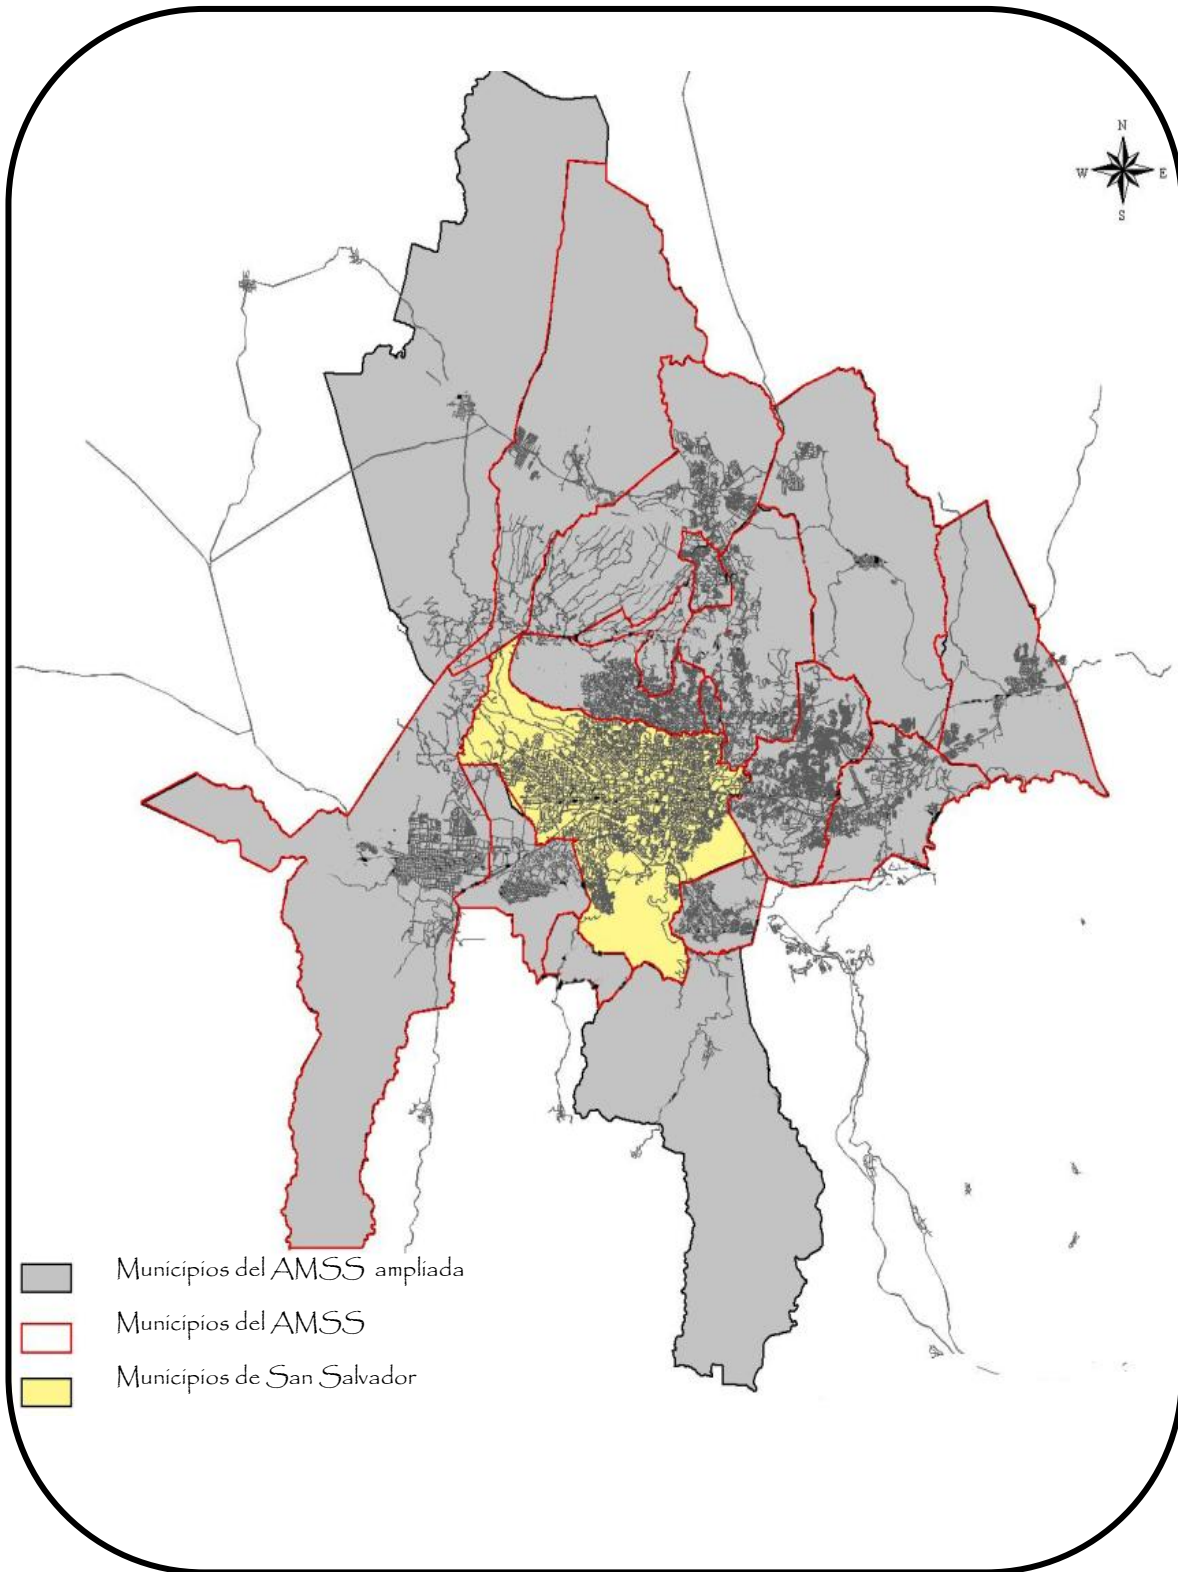 N
W E
S
Municipios del AMSS ampliada
Municipios del AMSS
Municipios de San Salvador